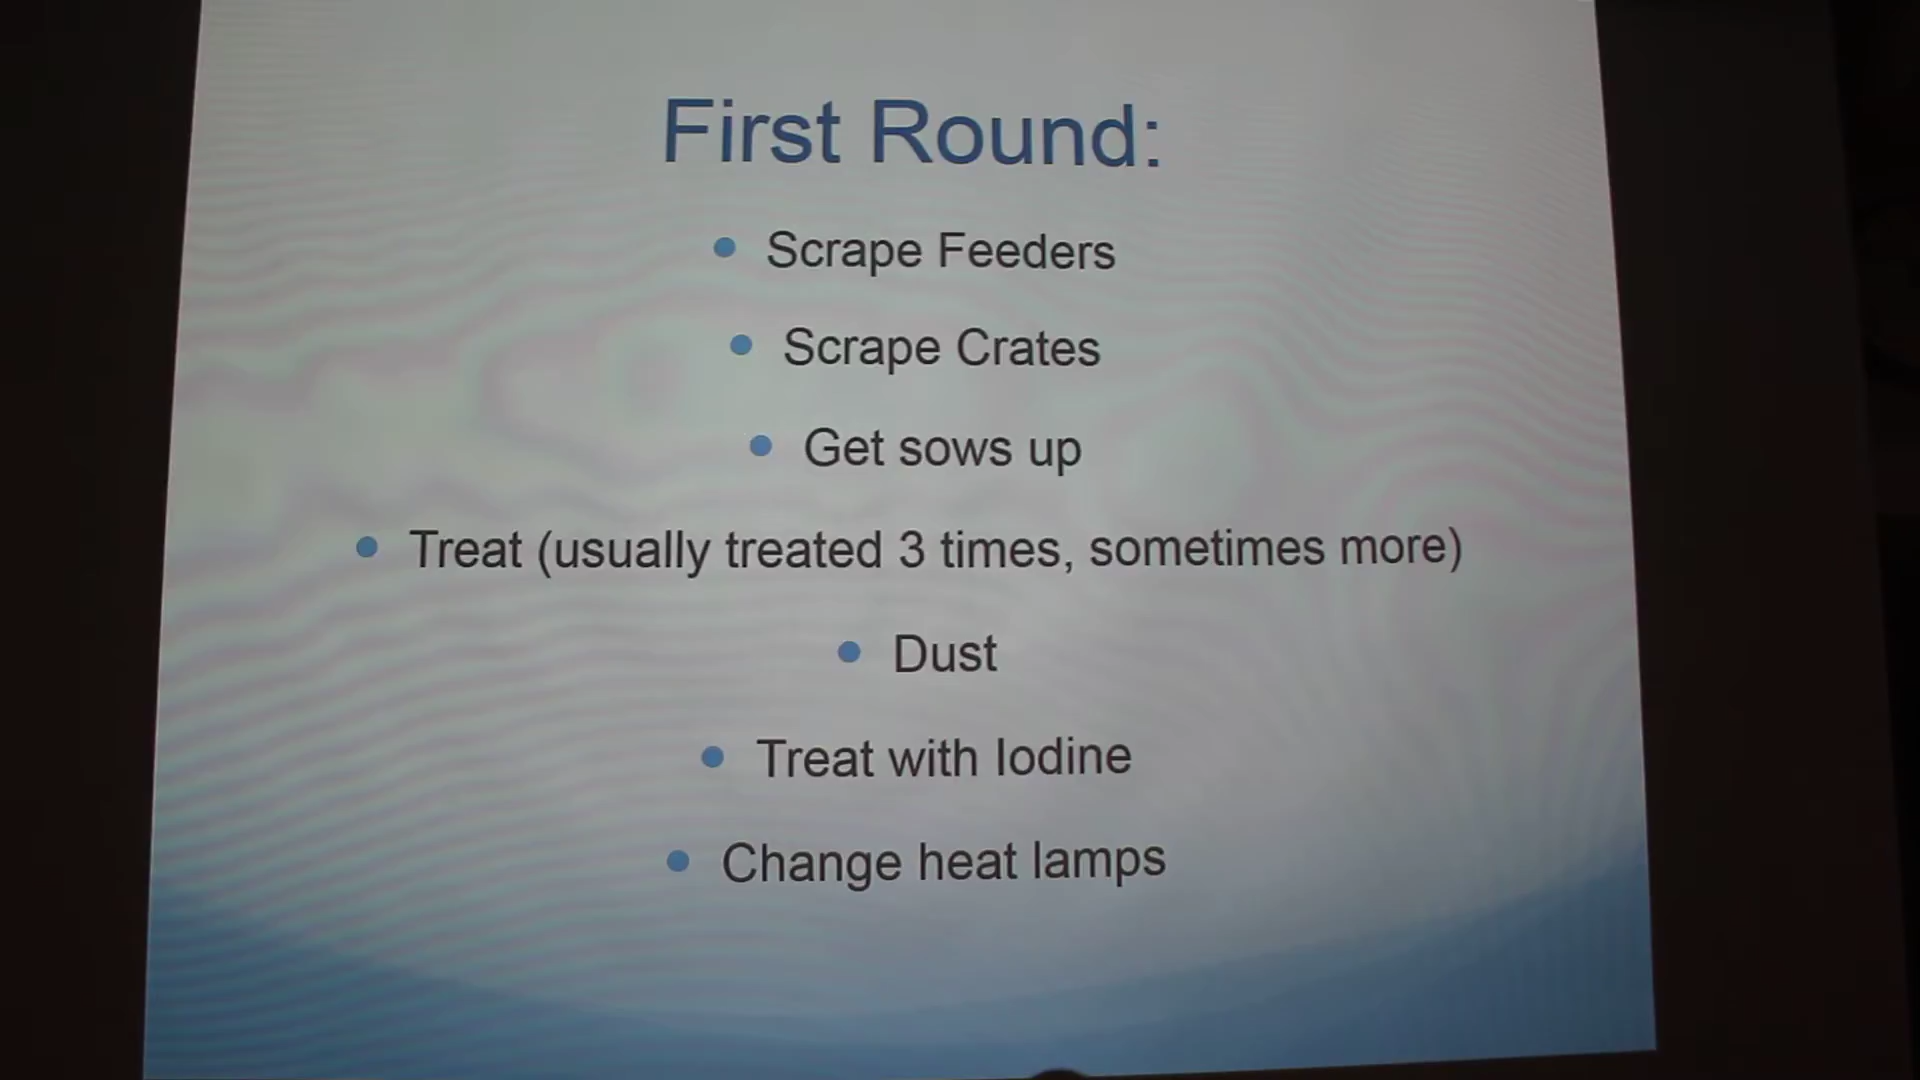 First Round:
Scrape Feeders
Scrape Crates
Get sows up
Treat (usually treated 3 times, sometimes more)
Dust
Treat with Iodine
Change heat lamps